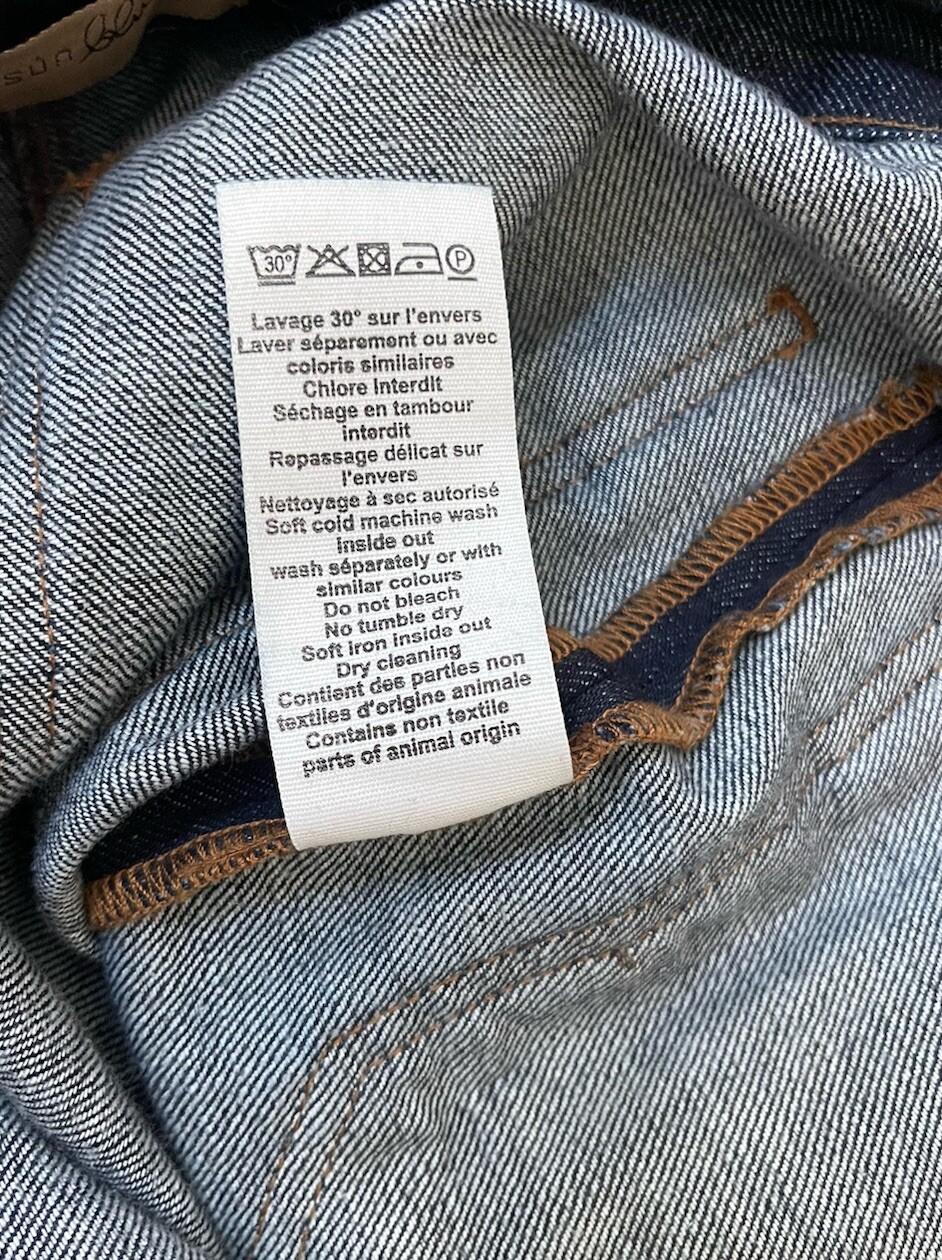 sun blu
30°
P
Lavage 30° sur l'envers
Laver séparement ou avec
coloris similaires
Chlore Interdit
Séchage en tambour
interdit
Repassage délicat sur
l'envers
Nettoyage à sec autorisé
Soft cold machine wash
inside out
wash séparately or with
similar colours
Do not bleach
No tumble dry
Soft iron inside out
Dry cleaning
Contient des parties non
textiles d'origine animale
Contains non textile
parts of animal origin